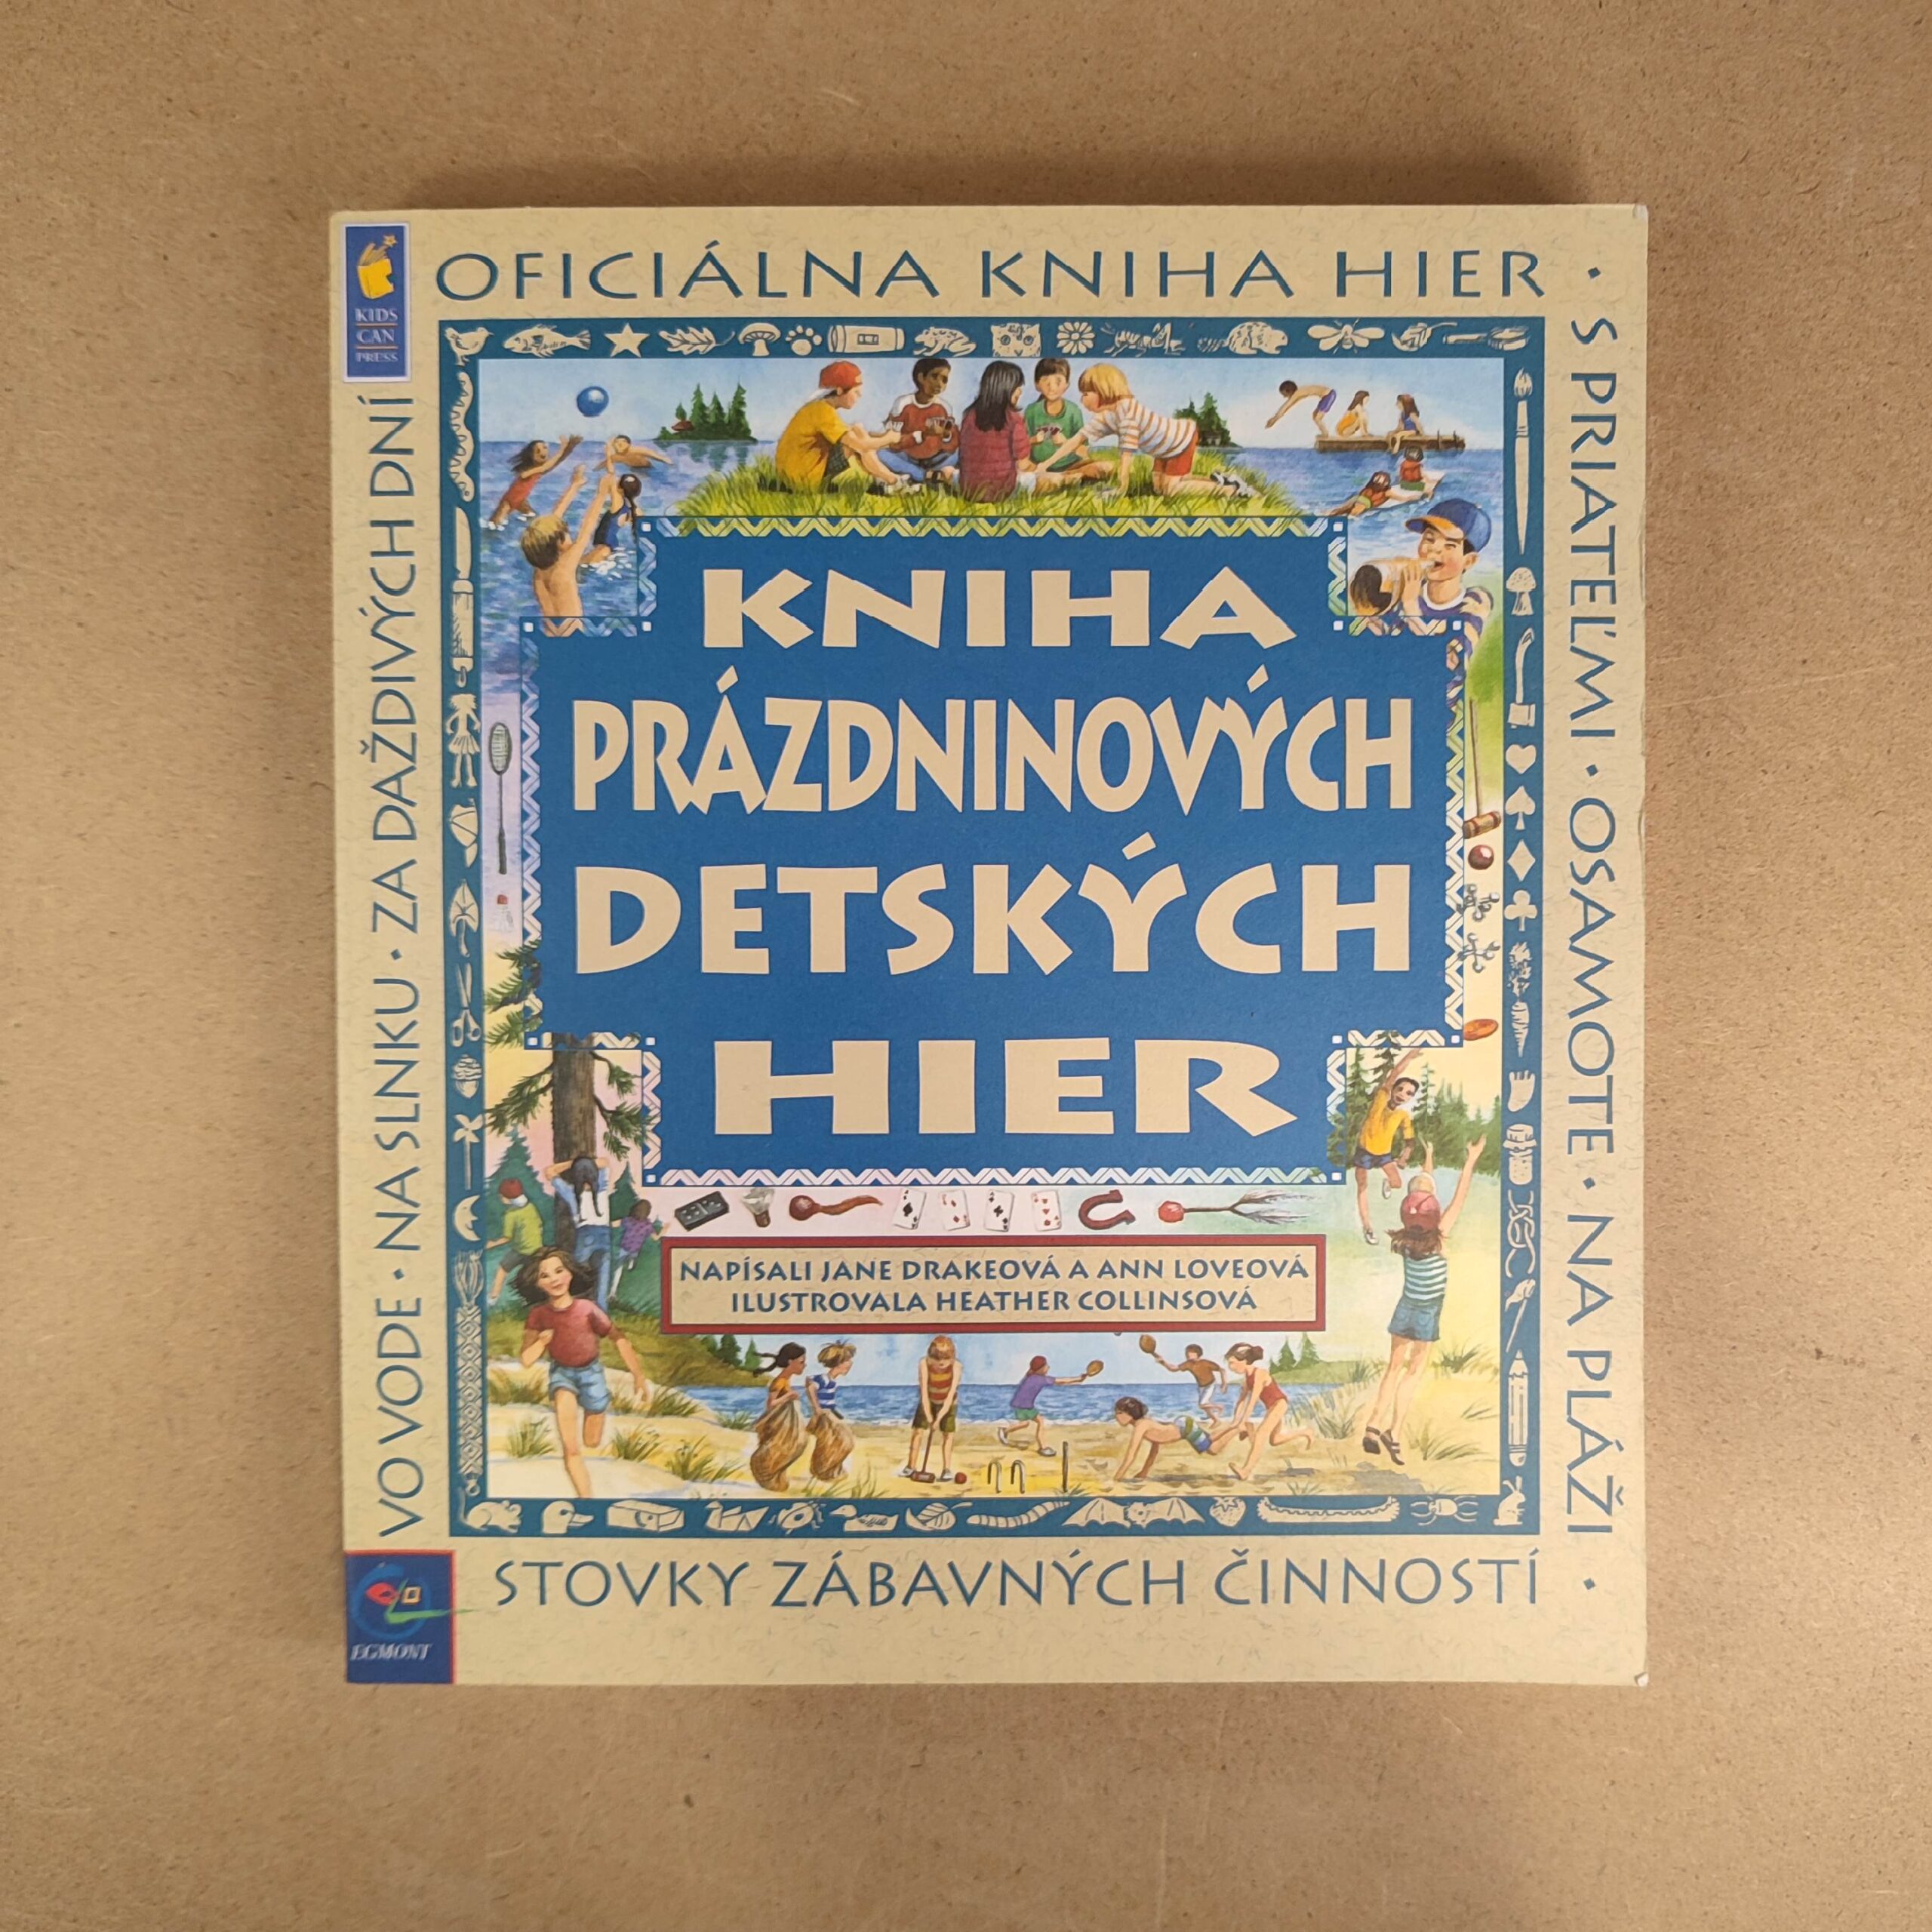 KIDS
CAN
PRESS
OFICIÁLNA KNIHA HIER ·
S PRIATEĽMI · OSAMOTE · NA PLÁŽI ·
VO VODE · NA SLNKU · ZA DAŽDIVÝCH DNÍ
KNIHA
PRÁZDNINOVÝCH
DETSKÝCH
HIER
NAPÍSALI JANE DRAKEOVÁ A ANN LOVEOVÁ
ILUSTROVALA HEATHER COLLINSOVÁ
STOVKY ZÁBAVNÝCH ČINNOSTÍ
EGMONT